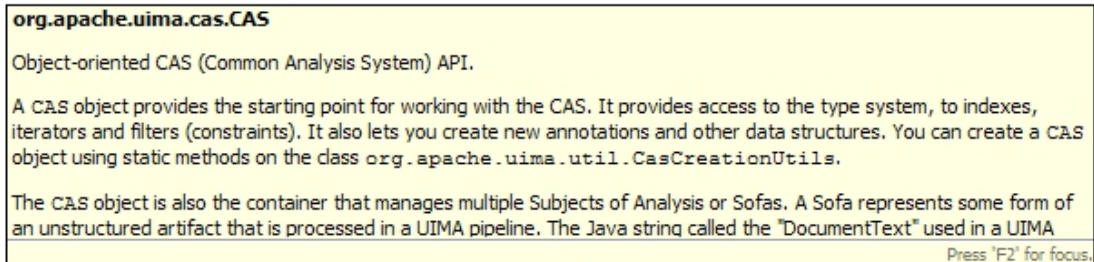 org.apache.uima.cas.CAS
Object-oriented CAS (Common Analysis System) API.
A CAS object provides the starting point for working with the CAS. It provides access to the type system, to indexes,
iterators and filters (constraints). It also lets you create new annotations and other data structures. You can create a CAS
object using static methods on the class org.apache.uima.util.CasCreationUtils.
The CAS object is also the container that manages multiple Subjects of Analysis or Sofas. A Sofa represents some form of
an unstructured artifact that is processed in a UIMA pipeline. The Java string called the "DocumentText" used in a UIMA
Press 'F2' for focus.